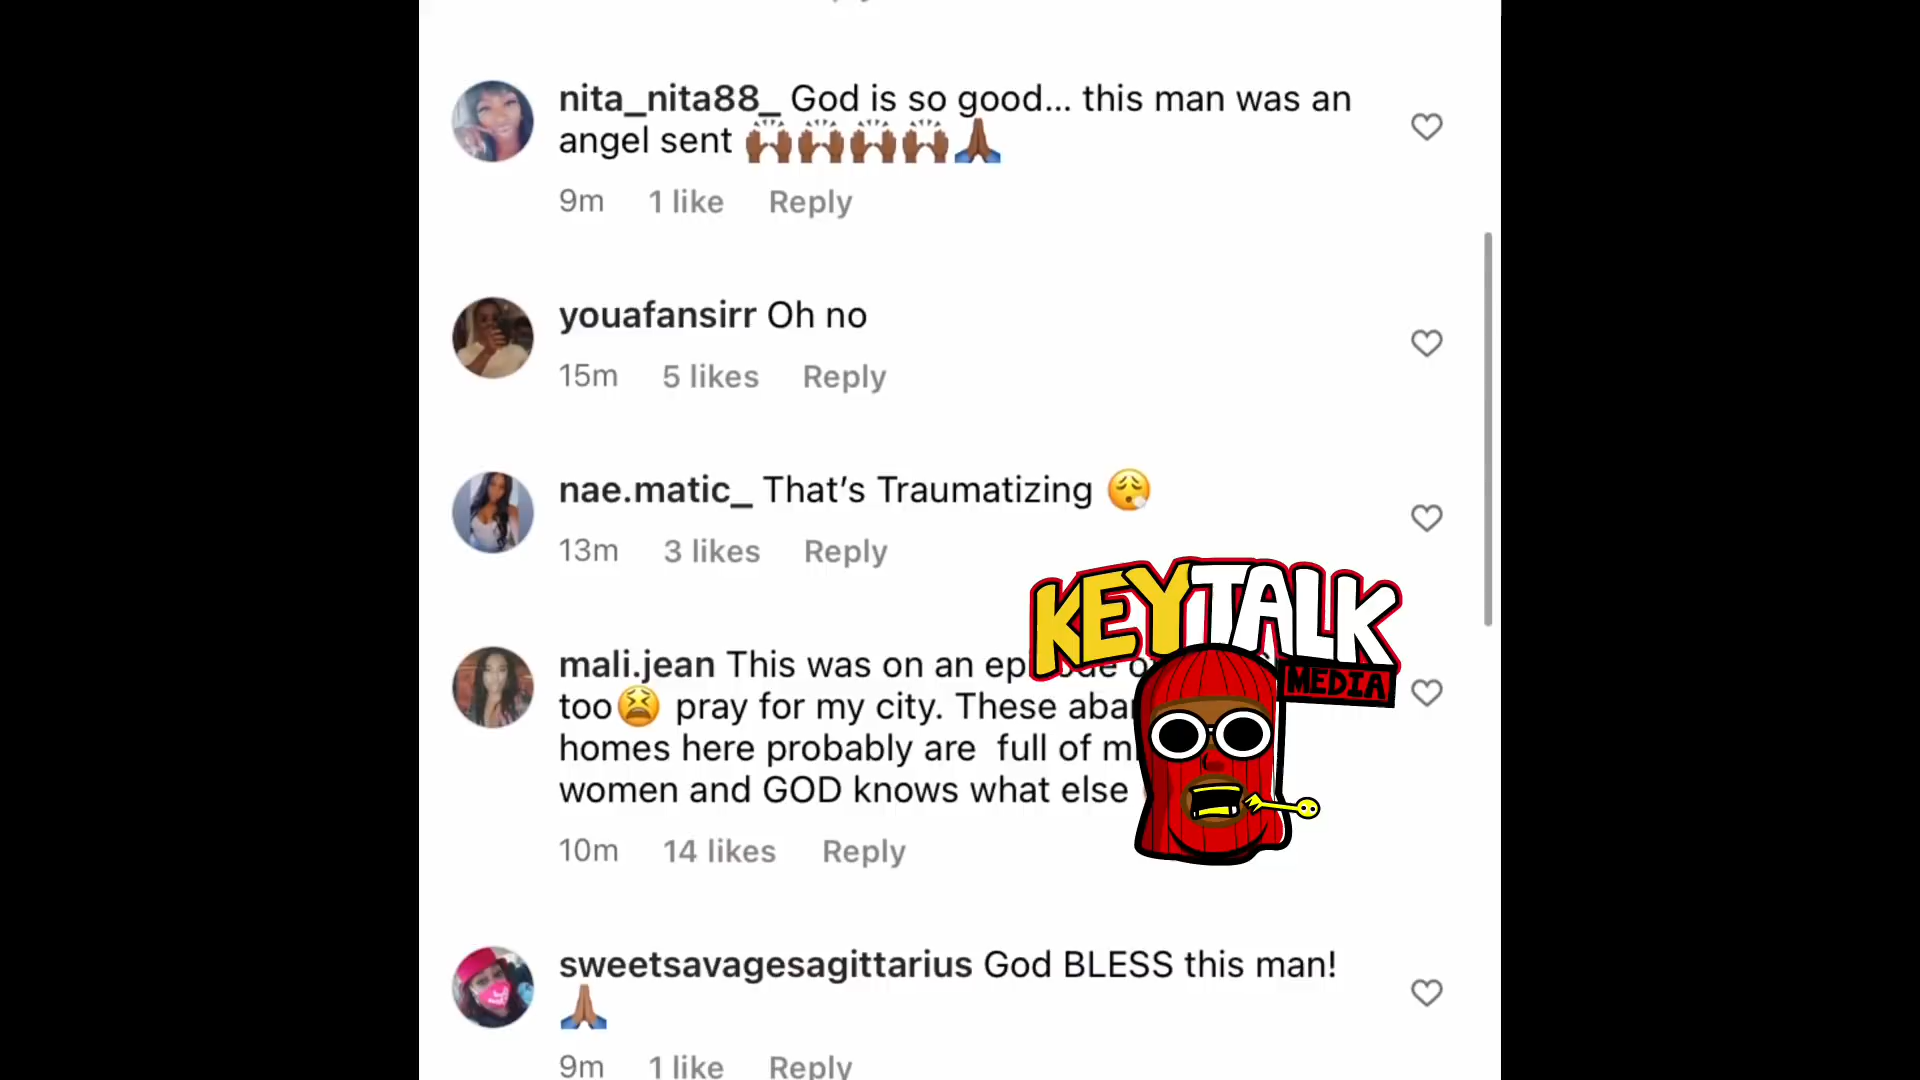 nita_nita88_ God is so good... this man was an
angel sent 🙌🏾🙌🏾🙌🏾🙌🏾🙏🏾
9m 1 like Reply
youafansirr Oh no
15m 5 likes Reply
nae.matic_ That’s Traumatizing 😮‍💨
13m 3 likes Reply
KEYTALK
MEDIA
mali.jean This was on an
too😫 pray for my city. These
homes here probably are full of
women and GOD knows what else
10m 14 likes Reply
sweetsavagesagittarius God BLESS this man!
🙏🏽
9m 1 like Reply